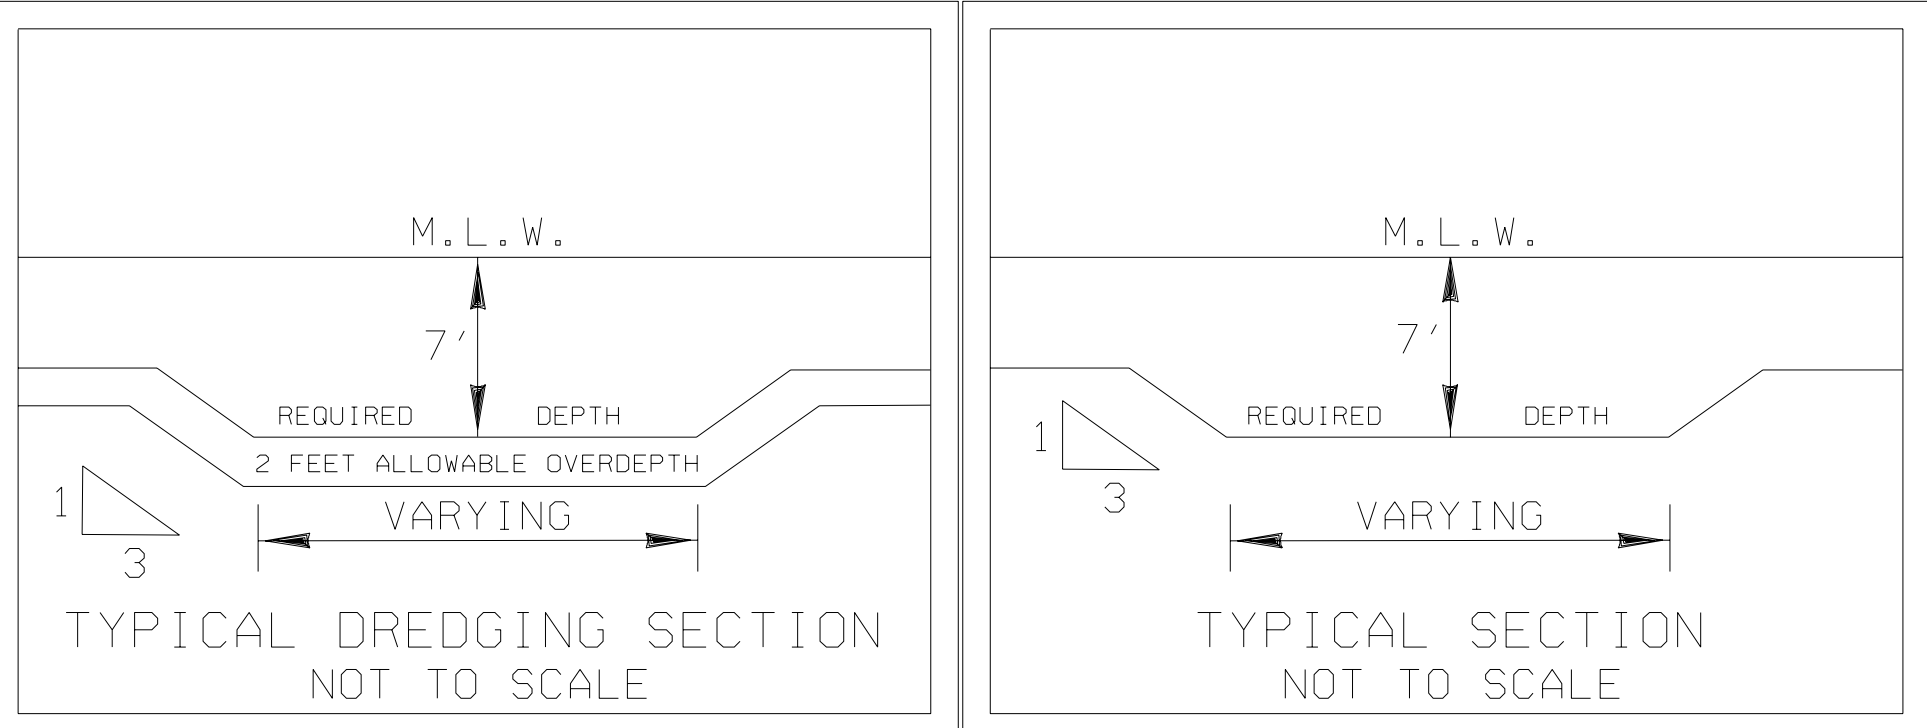 M.L.W.
7'
REQUIRED DEPTH
2 FEET ALLOWABLE OVERDEPTH
1
3
VARYING
TYPICAL DREDGING SECTION
NOT TO SCALE
M.L.W.
7'
REQUIRED DEPTH
1
3
VARYING
TYPICAL SECTION
NOT TO SCALE